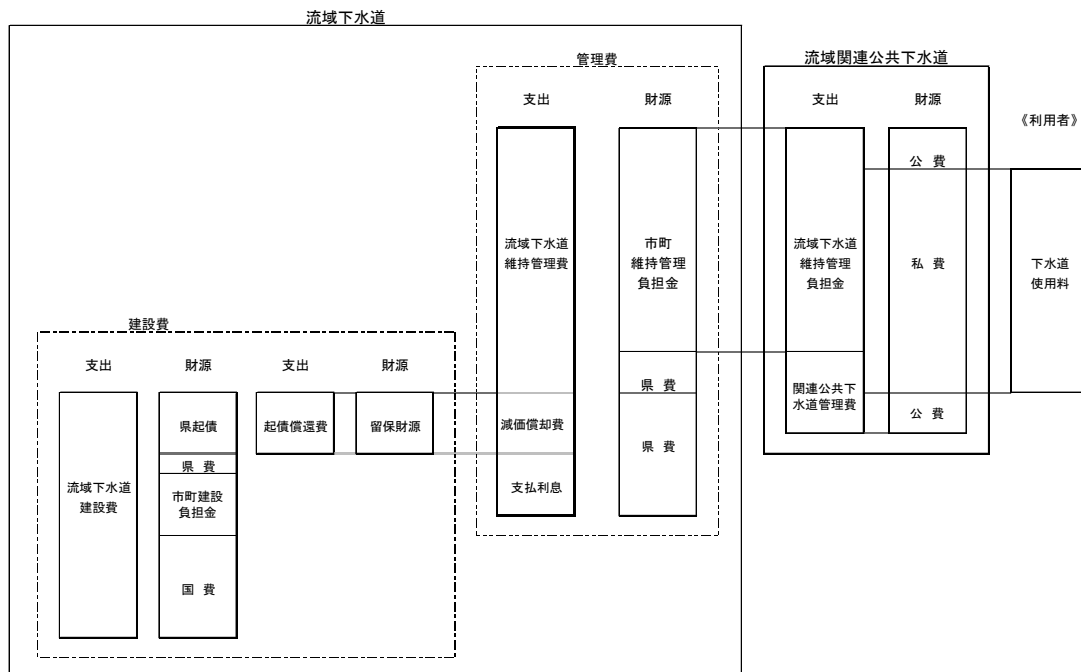 流域下水道
管理費
支出
財源
流域下水道
維持管理費
減価償却費
支払利息
市町
維持管理
負担金
県 費
県 費
建設費
支出
財源
支出
財源
流域下水道
建設費
県起債
県 費
市町建設
負担金
国 費
起債償還費
留保財源
流域関連公共下水道
支出
財源
流域下水道
維持管理
負担金
関連公共下
水道管理費
公 費
私 費
公 費
《利用者》
下水道
使用料